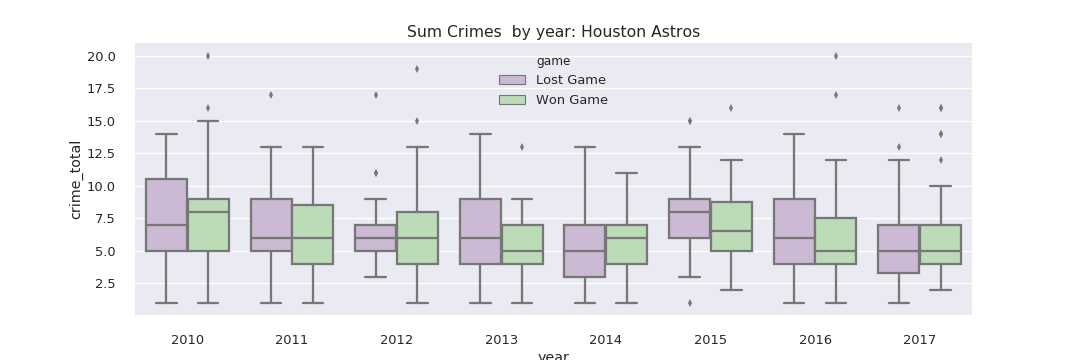 Sum Crimes  by year: Houston Astros
game
Lost Game
Won Game
crime_total
20.0
17.5
15.0
12.5
10.0
7.5
5.0
2.5
2010 2011 2012 2013 2014 2015 2016 2017
year